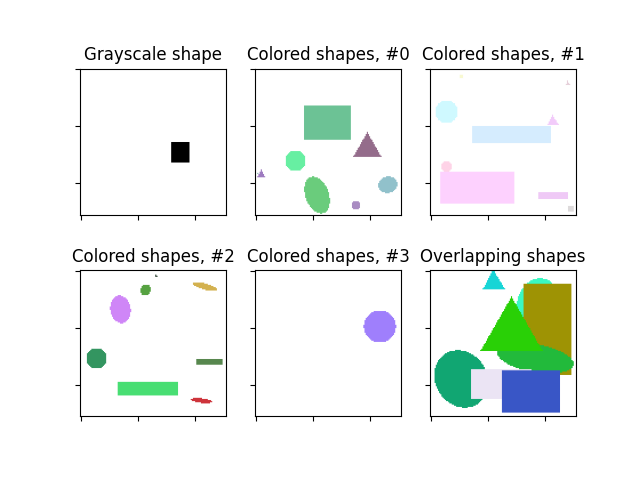 Grayscale shape
Colored shapes, #0
Colored shapes, #1
Colored shapes, #2
Colored shapes, #3
Overlapping shapes